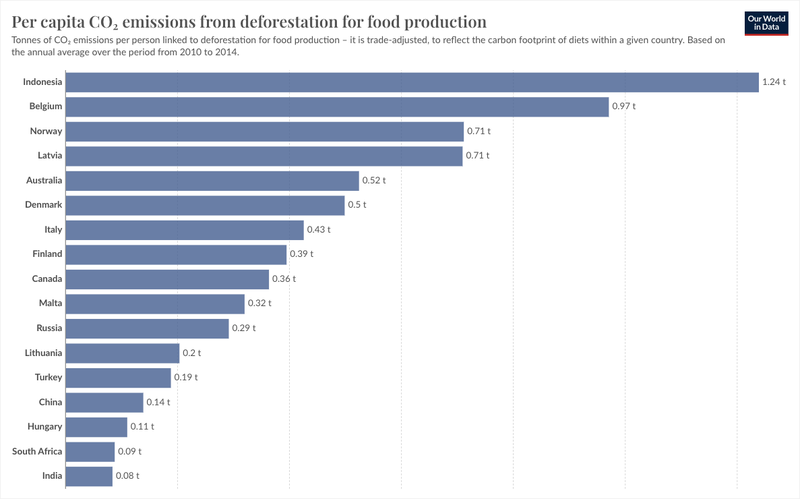 Per capita CO₂ emissions from deforestation for food production
Our World
in Data
Tonnes of CO₂ emissions per person linked to deforestation for food production – it is trade-adjusted, to reflect the carbon footprint of diets within a given country. Based on
the annual average over the period from 2010 to 2014.
Indonesia 1.24 t
Belgium 0.97 t
Norway 0.71 t
Latvia 0.71 t
Australia 0.52 t
Denmark 0.5 t
Italy 0.43 t
Finland 0.39 t
Canada 0.36 t
Malta 0.32 t
Russia 0.29 t
Lithuania 0.2 t
Turkey 0.19 t
China 0.14 t
Hungary 0.11 t
South Africa 0.09 t
India 0.08 t